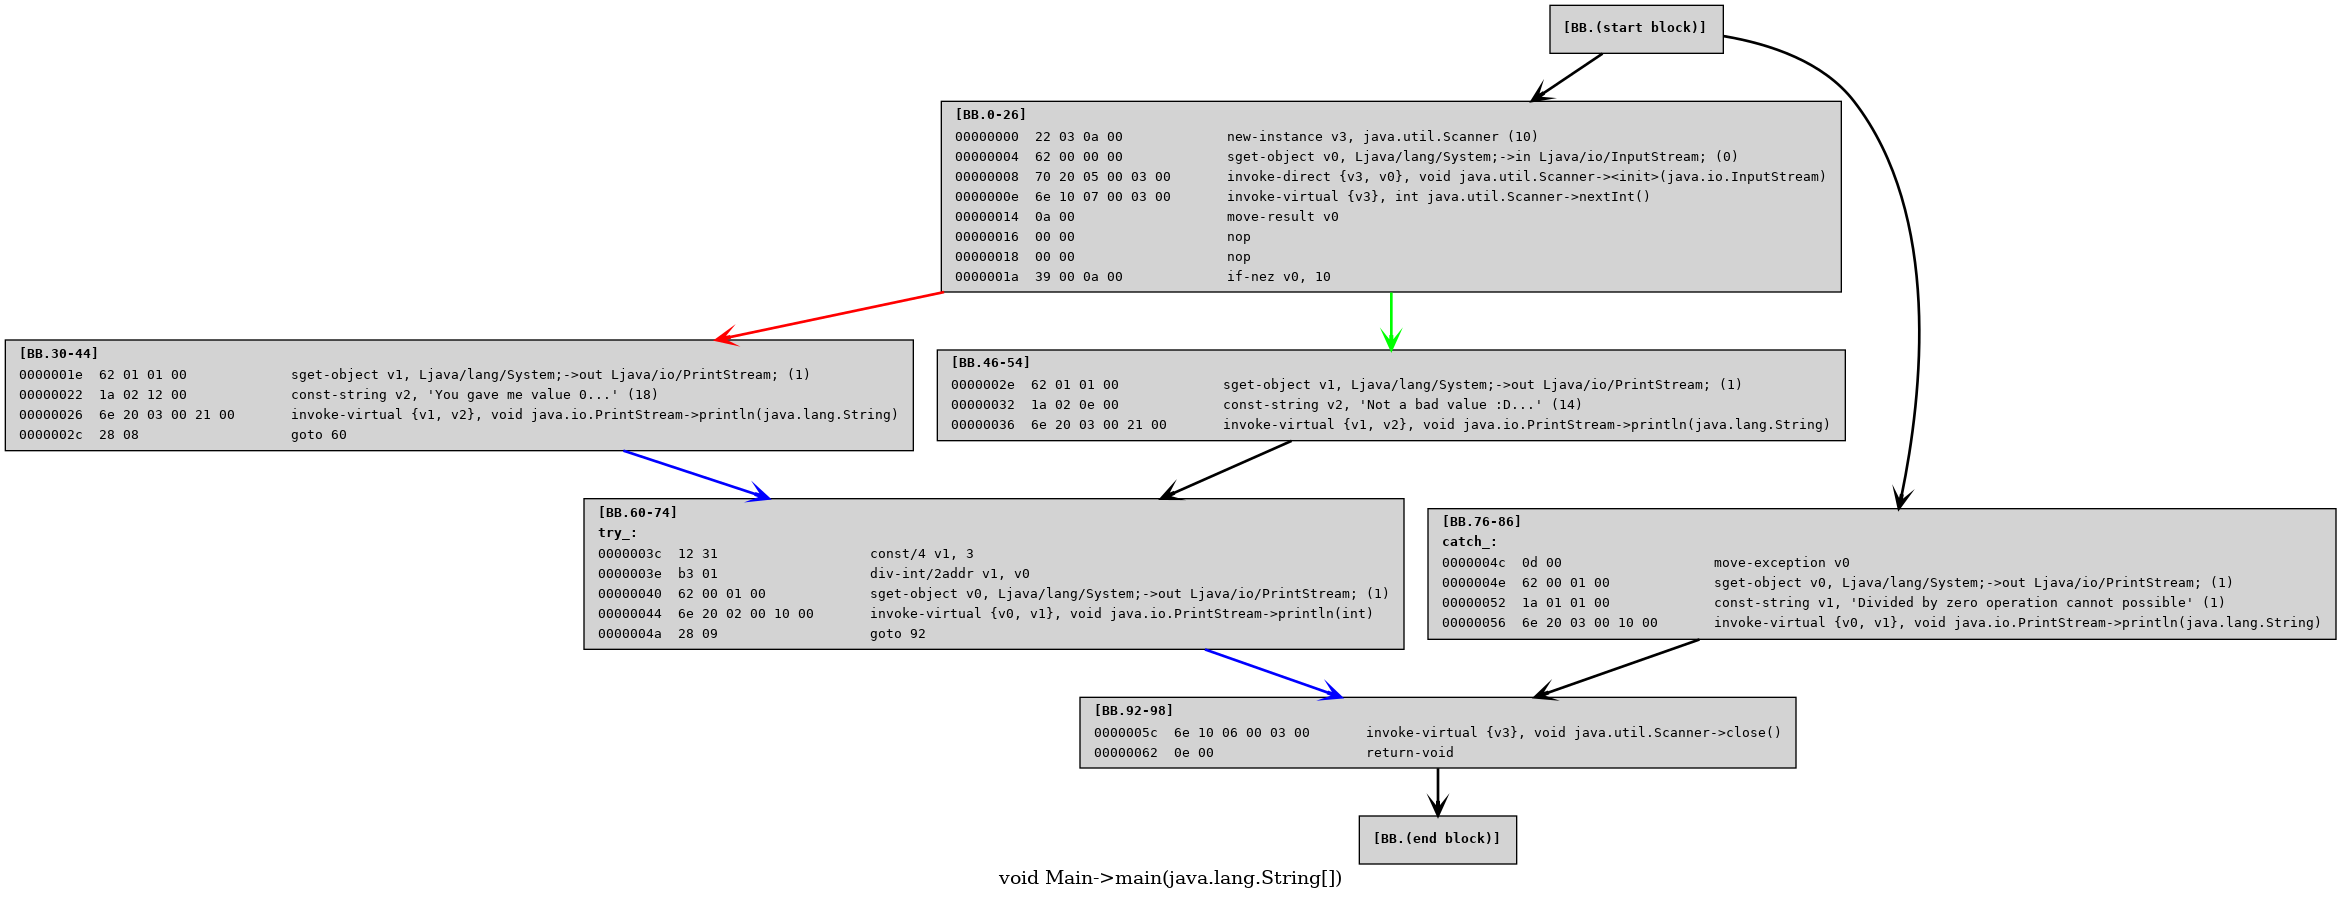 [BB.(start block)]
[BB.0-26]
00000000  22 03 0a 00             new-instance v3, java.util.Scanner (10)
00000004  62 00 00 00             sget-object v0, Ljava/lang/System;->in Ljava/io/InputStream; (0)
00000008  70 20 05 00 03 00       invoke-direct {v3, v0}, void java.util.Scanner-><init>(java.io.InputStream)
0000000e  6e 10 07 00 03 00       invoke-virtual {v3}, int java.util.Scanner->nextInt()
00000014  0a 00                   move-result v0
00000016  00 00                   nop
00000018  00 00                   nop
0000001a  39 00 0a 00             if-nez v0, 10
[BB.30-44]
0000001e  62 01 01 00             sget-object v1, Ljava/lang/System;->out Ljava/io/PrintStream; (1)
00000022  1a 02 12 00             const-string v2, 'You gave me value 0...' (18)
00000026  6e 20 03 00 21 00       invoke-virtual {v1, v2}, void java.io.PrintStream->println(java.lang.String)
0000002c  28 08                   goto 60
[BB.46-54]
0000002e  62 01 01 00             sget-object v1, Ljava/lang/System;->out Ljava/io/PrintStream; (1)
00000032  1a 02 0e 00             const-string v2, 'Not a bad value :D...' (14)
00000036  6e 20 03 00 21 00       invoke-virtual {v1, v2}, void java.io.PrintStream->println(java.lang.String)
[BB.60-74]
try_:
0000003c  12 31                   const/4 v1, 3
0000003e  b3 01                   div-int/2addr v1, v0
00000040  62 00 01 00             sget-object v0, Ljava/lang/System;->out Ljava/io/PrintStream; (1)
00000044  6e 20 02 00 10 00       invoke-virtual {v0, v1}, void java.io.PrintStream->println(int)
0000004a  28 09                   goto 92
[BB.76-86]
catch_:
0000004c  0d 00                   move-exception v0
0000004e  62 00 01 00             sget-object v0, Ljava/lang/System;->out Ljava/io/PrintStream; (1)
00000052  1a 01 01 00             const-string v1, 'Divided by zero operation cannot possible' (1)
00000056  6e 20 03 00 10 00       invoke-virtual {v0, v1}, void java.io.PrintStream->println(java.lang.String)
[BB.92-98]
0000005c  6e 10 06 00 03 00       invoke-virtual {v3}, void java.util.Scanner->close()
00000062  0e 00                   return-void
[BB.(end block)]
void Main->main(java.lang.String[])